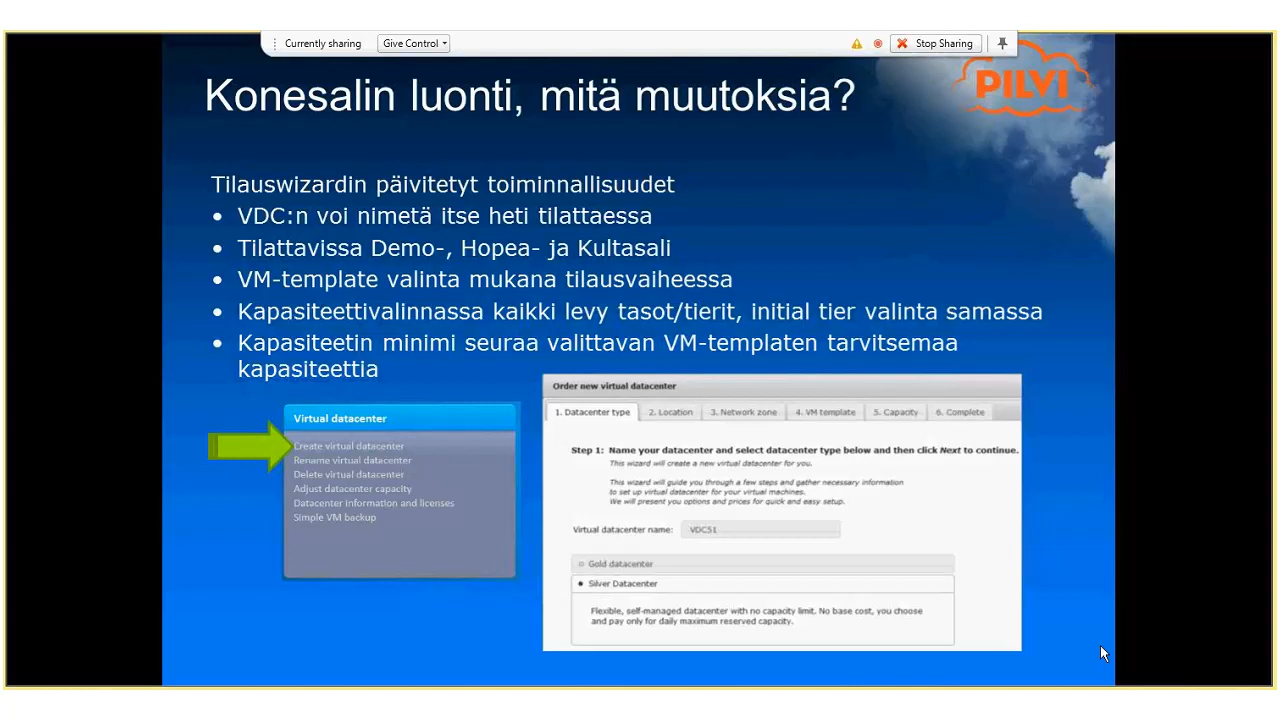 Currently sharing
Give Control
Stop Sharing
PILVI
Konesalin luonti, mitä muutoksia?
Tilauswizardin päivitetyt toiminnallisuudet
• VDC:n voi nimetä itse heti tilattaessa
• Tilattavissa Demo-, Hopea- ja Kultasali
• VM-template valinta mukana tilausvaiheessa
• Kapasiteettivalinnassa kaikki levy tasot/tierit, initial tier valinta samassa
• Kapasiteetin minimi seuraa valittavan VM-templaten tarvitsemaa
kapasiteettia
Virtual datacenter
Create virtual datacenter
Rename virtual datacenter
Delete virtual datacenter
Adjust datacenter capacity
Datacenter information and licenses
Simple VM backup
Order new virtual datacenter
1. Datacenter type 2. Location 3. Network zone 4. VM template 5. Capacity 6. Complete
Step 1: Name your datacenter and select datacenter type below and then click Next to continue.
This wizard will create a new virtual datacenter for you.
This wizard will guide you through a few steps and gather necessary information
to set up virtual datacenter for your virtual machines.
We will present you options and prices for quick and easy setup.
Virtual datacenter name: VDC51
Gold datacenter
Silver Datacenter
Flexible, self-managed datacenter with no capacity limit. No base cost, you choose
and pay only for daily maximum reserved capacity.